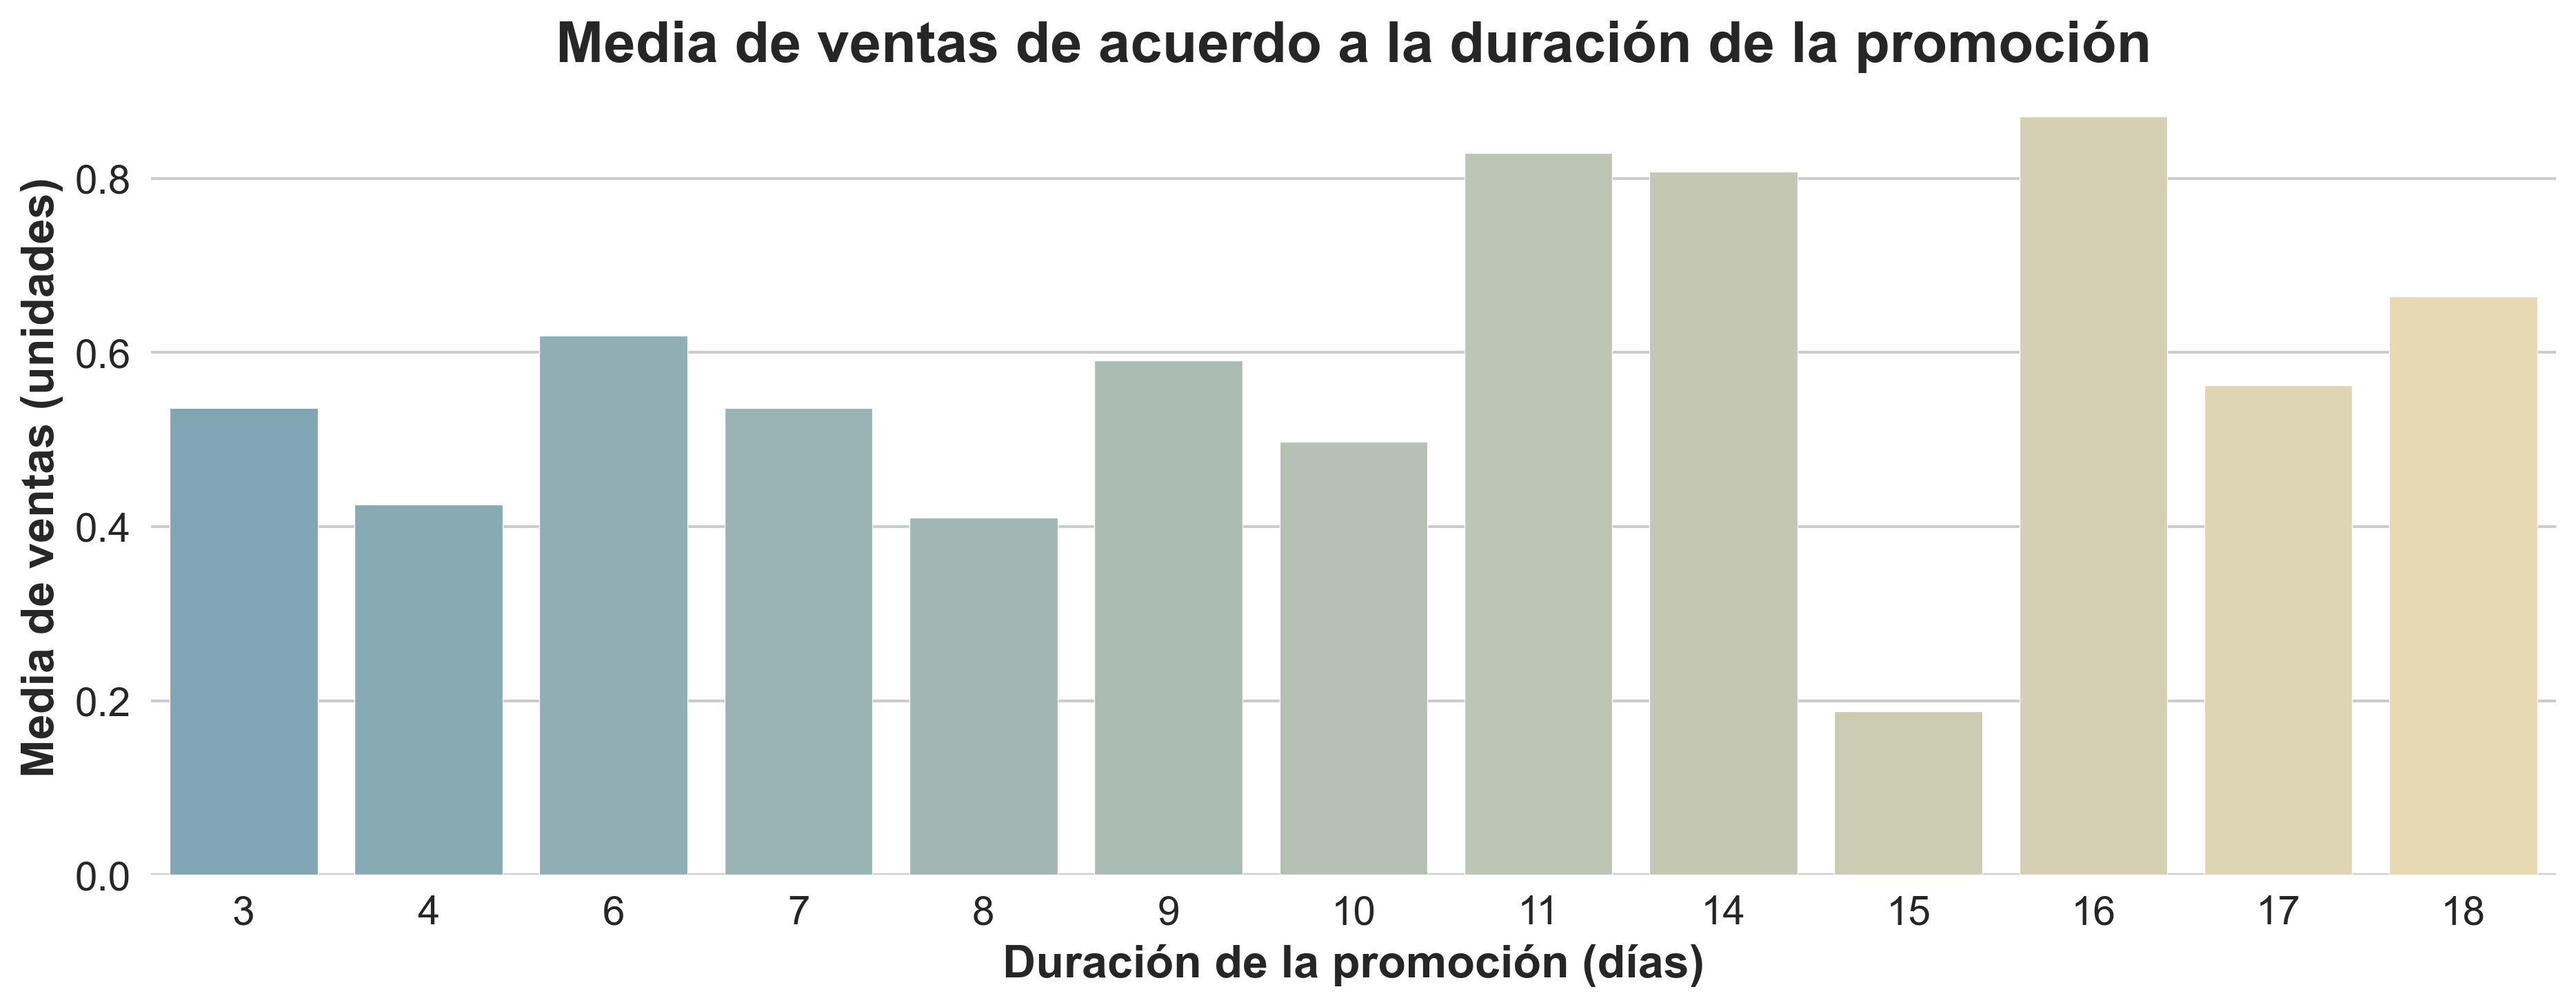 Media de ventas de acuerdo a la duración de la promoción
Media de ventas (unidades)
0.8
0.6
0.4
0.2
0.0
3 4 6 7 8 9 10 11 14 15 16 17 18
Duración de la promoción (días)